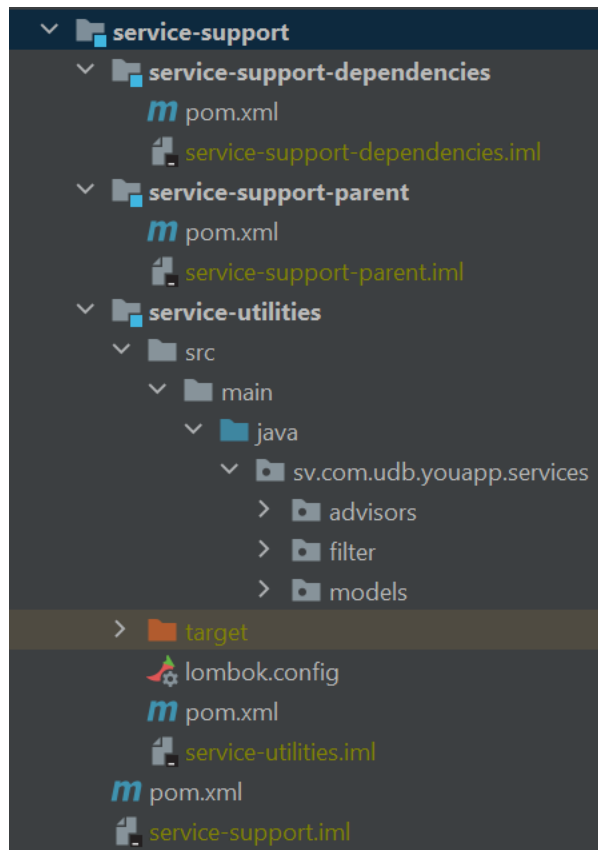 service-support
service-support-dependencies
pom.xml
service-support-dependencies.iml
service-support-parent
pom.xml
service-support-parent.iml
service-utilities
src
main
java
sv.com.udb.youapp.services
advisors
filter
models
target
lombok.config
pom.xml
service-utilities.iml
pom.xml
service-support.iml